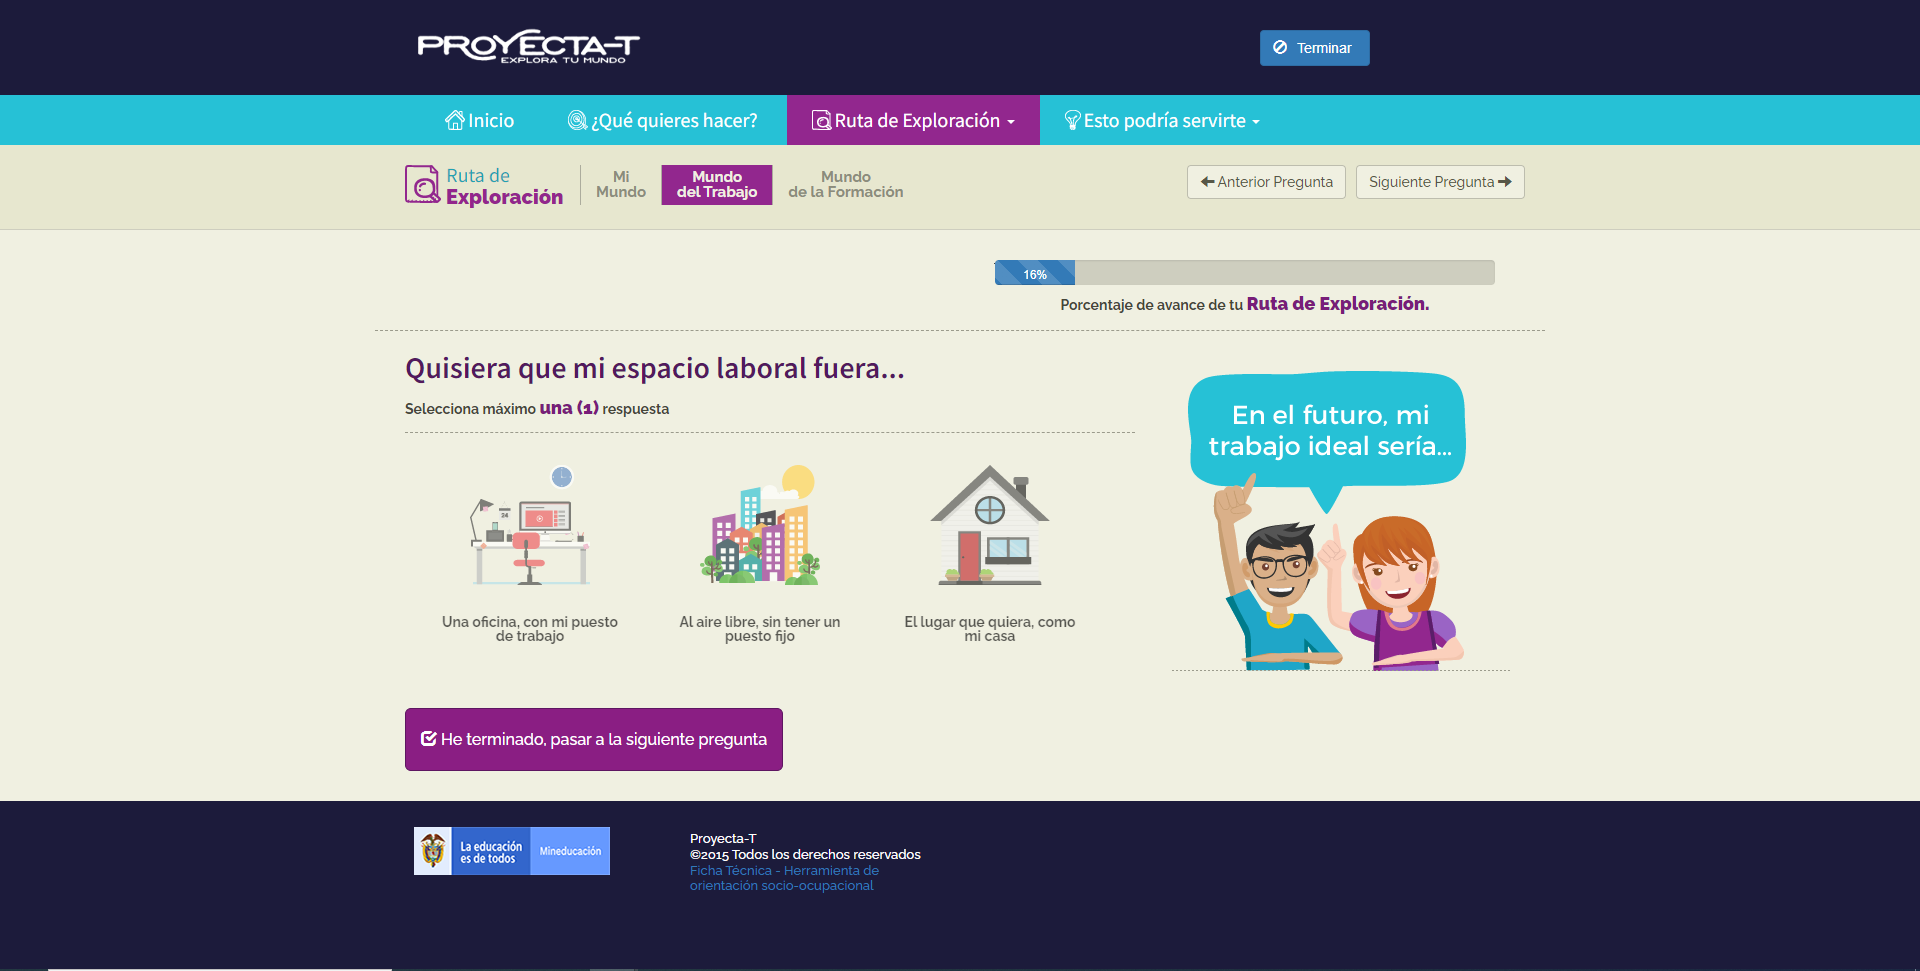 PROYECTA-T
EXPLORA TU MUNDO
Terminar
Inicio
¿Qué quieres hacer?
Ruta de Exploración
Esto podría servirte
Ruta de
Exploración
Mi
Mundo
Mundo
del Trabajo
Mundo
de la Formación
Anterior Pregunta
Siguiente Pregunta
16%
Porcentaje de avance de tu Ruta de Exploración.
Quisiera que mi espacio laboral fuera...
Selecciona máximo una (1) respuesta
En el futuro, mi
trabajo ideal sería...
24
Una oficina, con mi puesto
de trabajo
Al aire libre, sin tener un
puesto fijo
El lugar que quiera, como
mi casa
He terminado, pasar a la siguiente pregunta
La educación
es de todos
Mineducación
Proyecta-T
©2015 Todos los derechos reservados
Ficha Técnica - Herramienta de
orientación socio-ocupacional